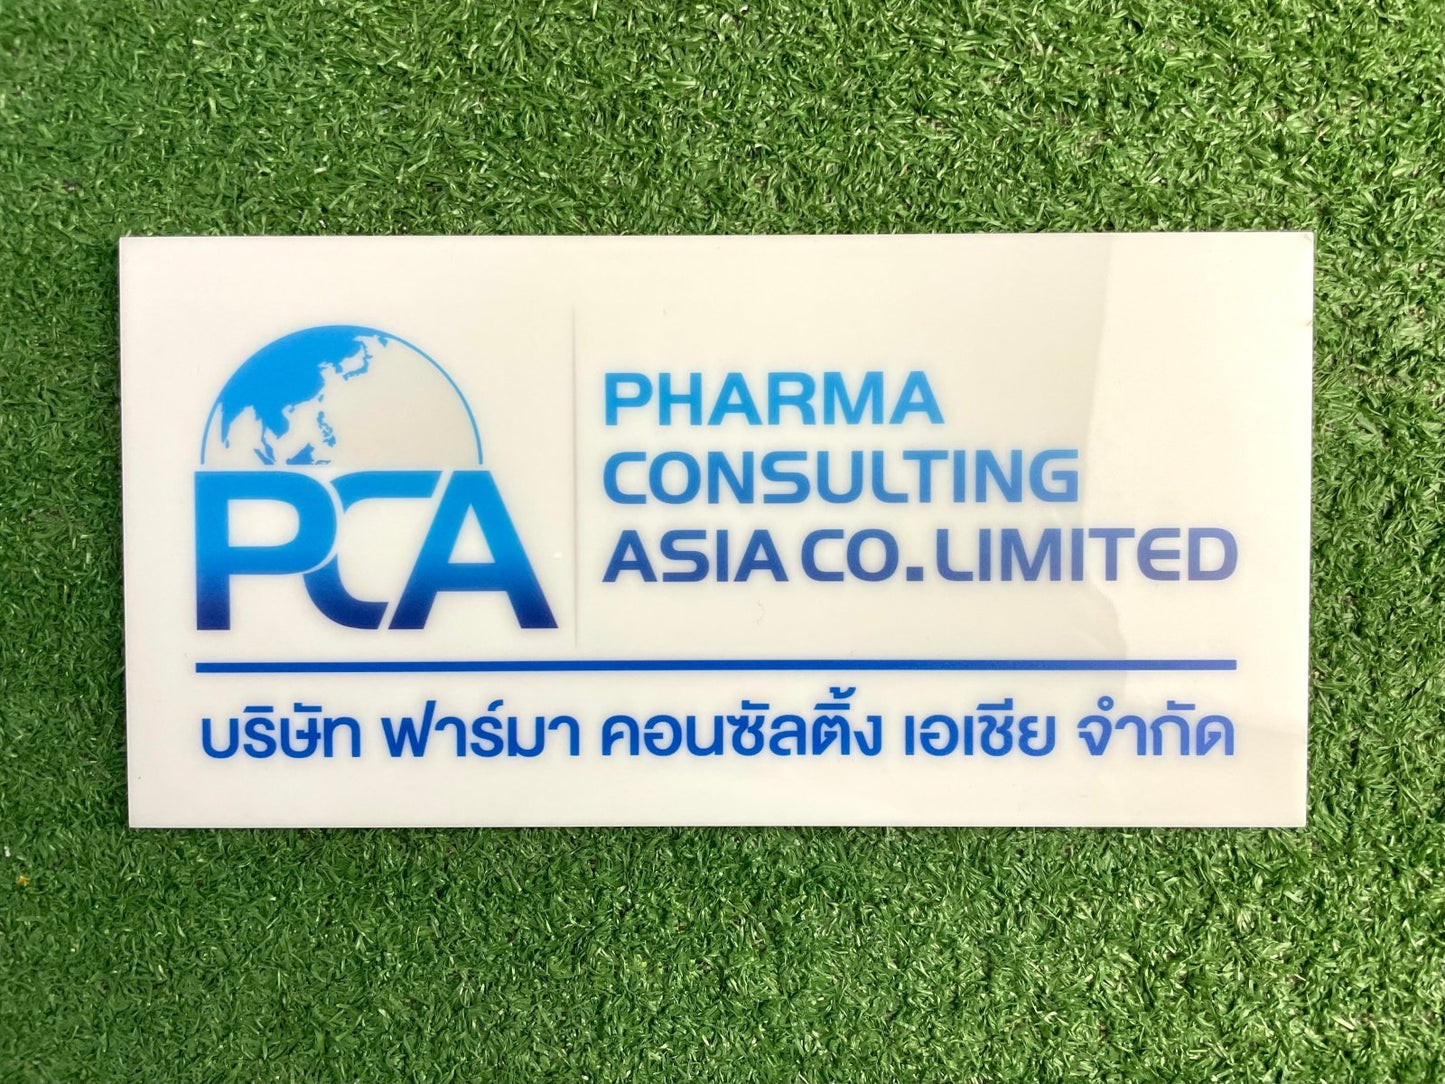 PCA
PHARMA
CONSULTING
ASIA CO.LIMITED
บริษัท ฟาร์มา คอนซัลติ้ง เอเชีย จำกัด